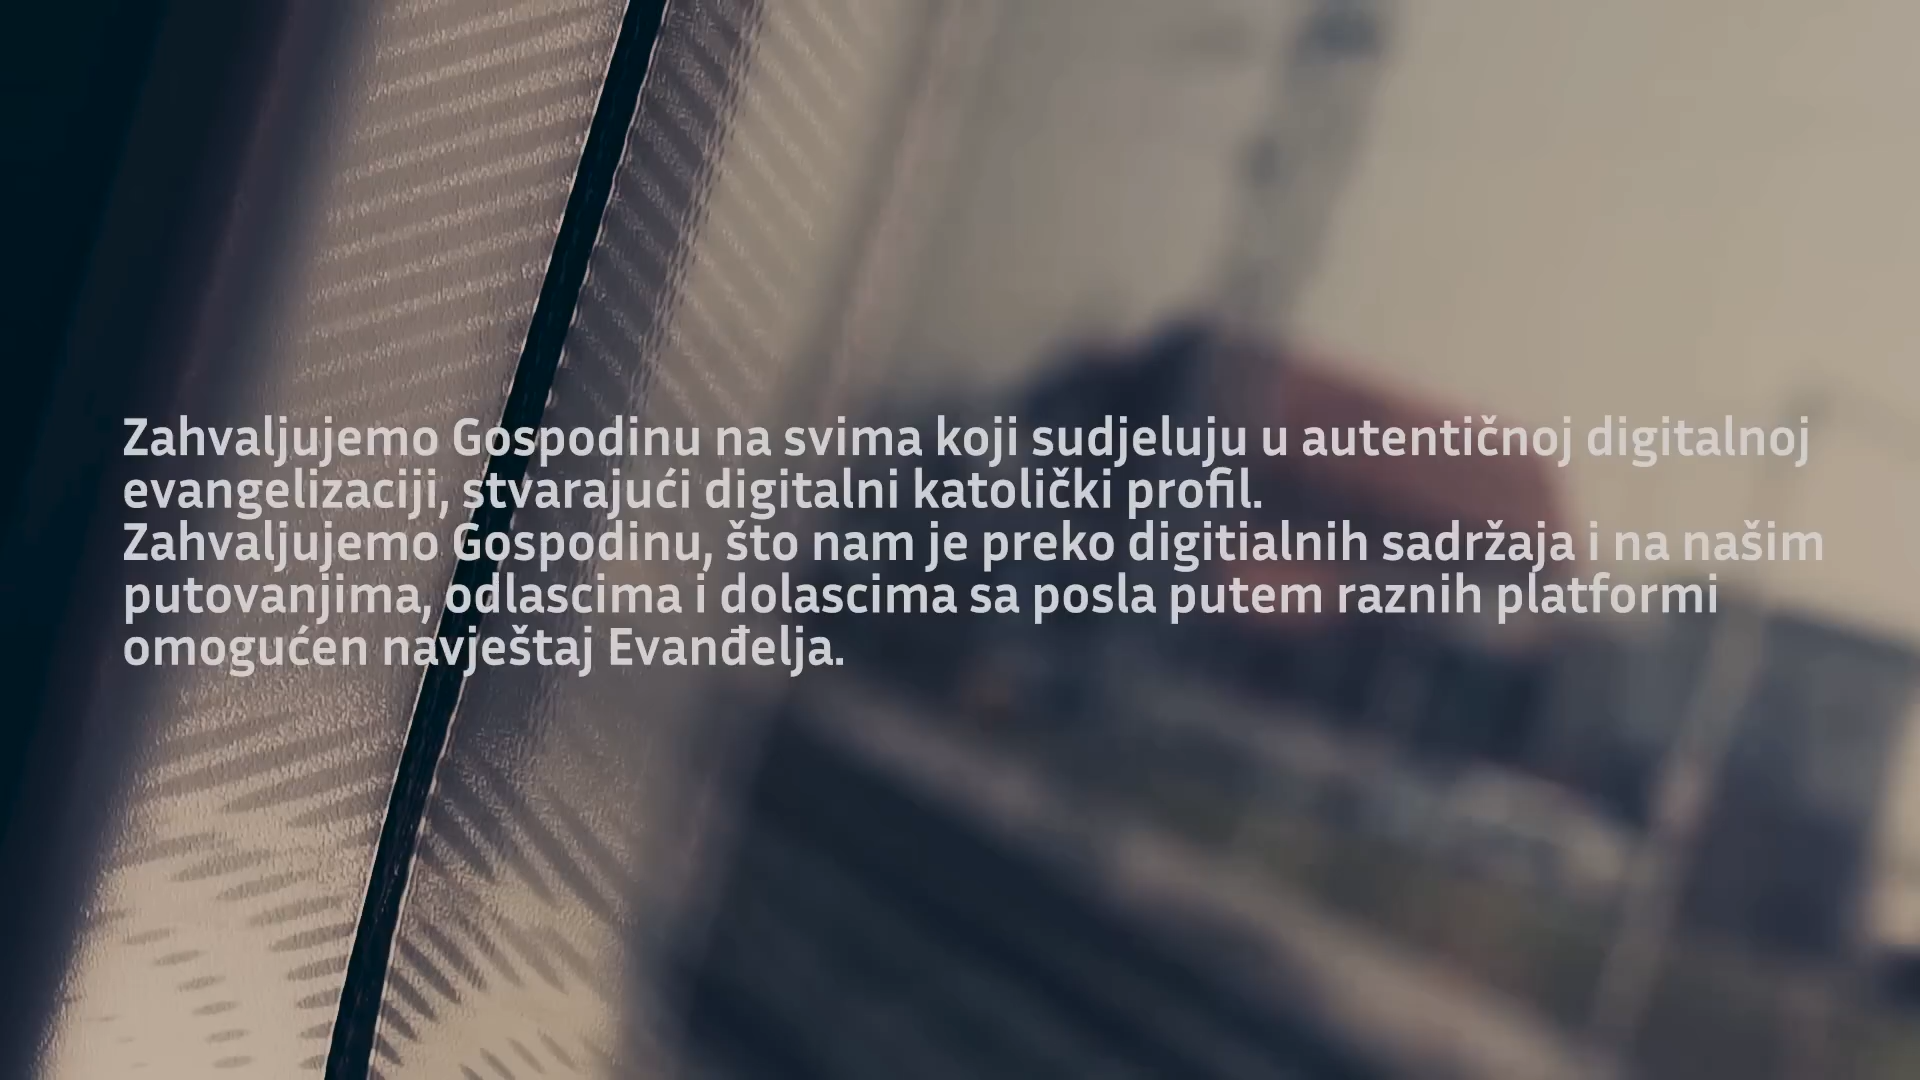 Zahvaljujemo Gospodinu na svima koji sudjeluju u autentičnoj digitalnoj
evangelizaciji, stvarajući digitalni katolički profil.
Zahvaljujemo Gospodinu, što nam je preko digitialnih sadržaja i na našim
putovanjima, odlascima i dolascima sa posla putem raznih platformi
omogućen navještaj Evanđelja.